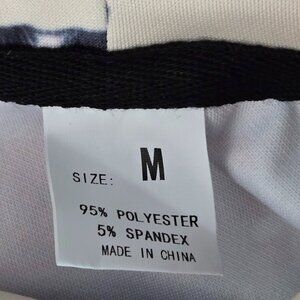 SIZE: M
95% POLYESTER
5% SPANDEX
MADE IN CHINA